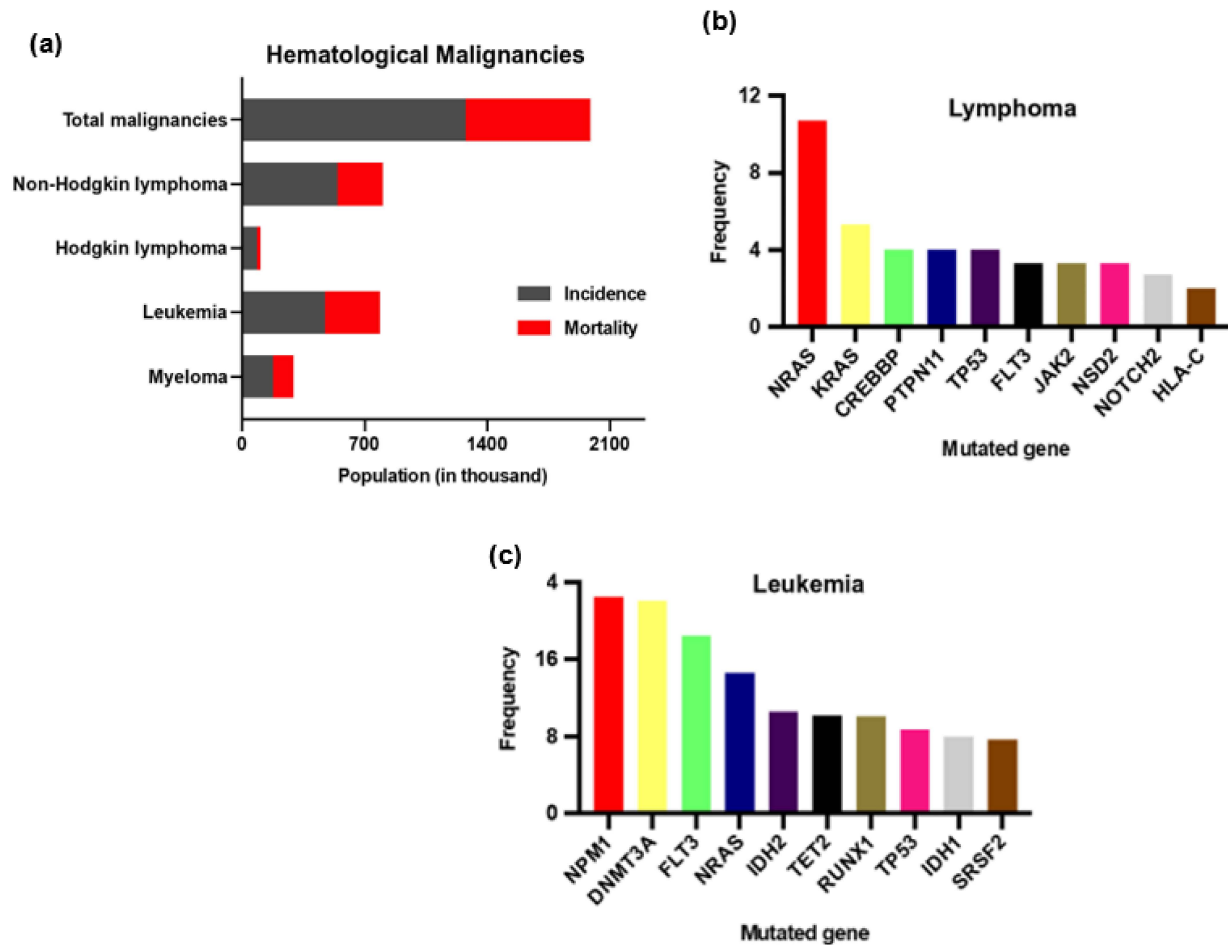 (a)
Hematological Malignancies
Total malignancies
Non-Hodgkin lymphoma
Hodgkin lymphoma
Leukemia
Myeloma
Incidence
Mortality
0 700 1400 2100
Population (in thousand)
(b)
Lymphoma
Frequency
12
8
4
0
NRAS KRAS CREBBP PTPN11 TP53 FLT3 JAK2 NSD2 NOTCH2 HLA-C
Mutated gene
(c)
Leukemia
Frequency
4
16
8
0
NPM1 DNMT3A FLT3 NRAS IDH2 TET2 RUNX1 TP53 IDH1 SRSF2
Mutated gene